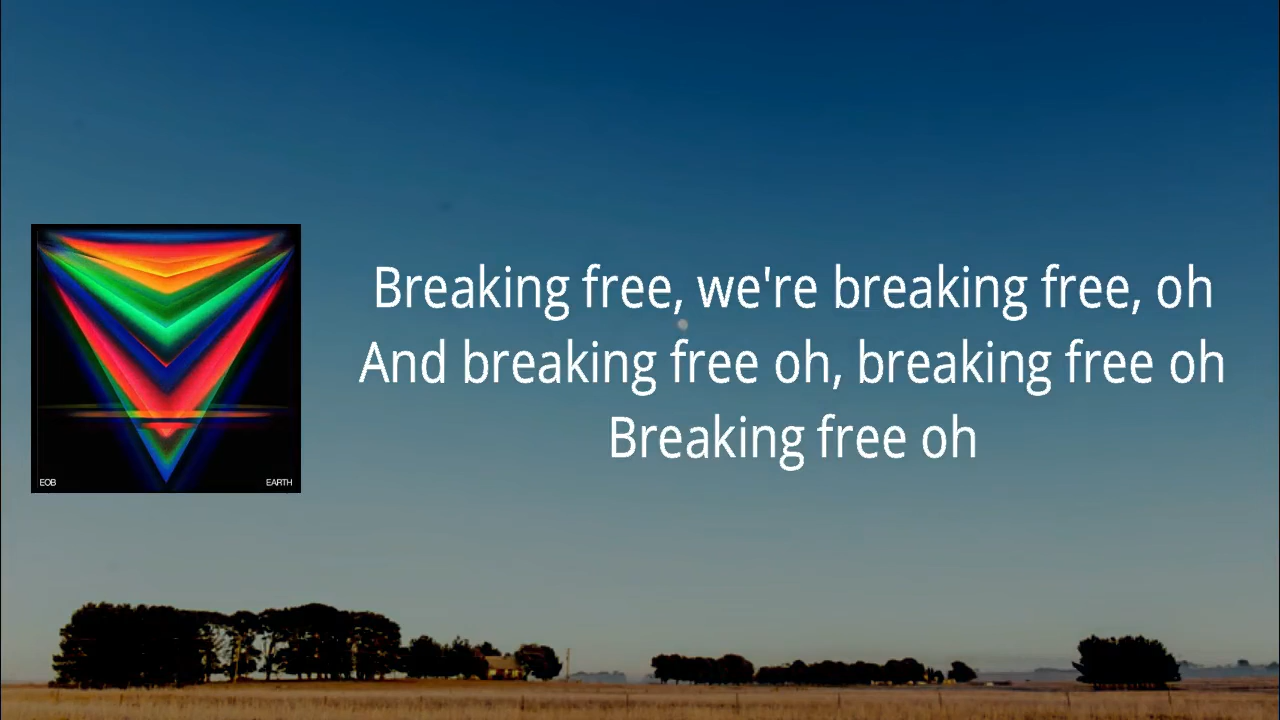 Breaking free, we're breaking free, oh
And breaking free oh, breaking free oh
Breaking free oh
EOB
EARTH